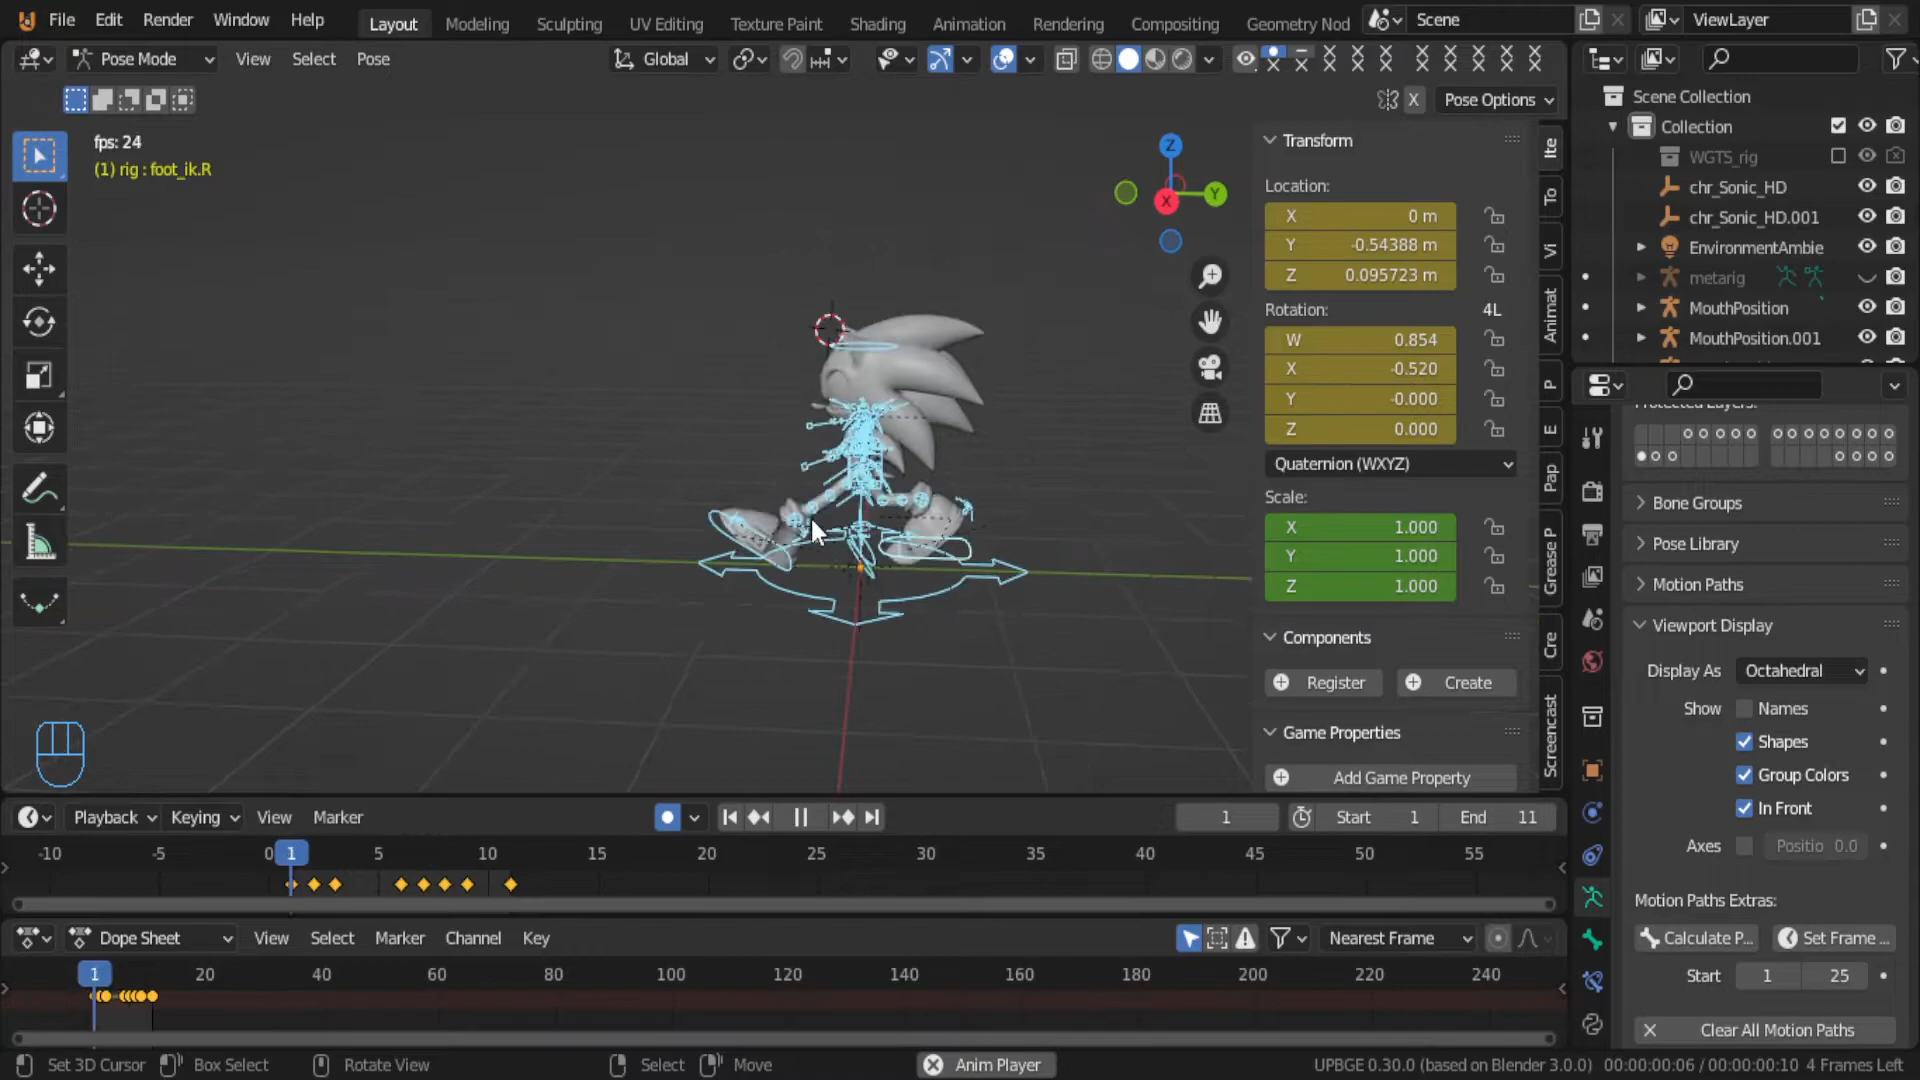 File Edit Render Window Help Layout Modeling Sculpting UV Editing Texture Paint Shading Animation Rendering Compositing Geometry Nod Scene ViewLayer
Pose Mode View Select Pose Global
X Pose Options
fps: 24
(1) rig : foot_ik.R
Z
Y
X
Transform
Location:
X 0 m
Y -0.54388 m
Z 0.095723 m
Rotation: 4L
W 0.854
X -0.520
Y -0.000
Z 0.000
Quaternion (WXYZ)
Scale:
X 1.000
Y 1.000
Z 1.000
Components
Register Create
Game Properties
Add Game Property
Ite
To
Vi
Animat
P
E
Pap
Grease P
Cre
Screencast
Scene Collection
Collection
WGTS_rig
chr_Sonic_HD
chr_Sonic_HD.001
EnvironmentAmbie
metarig
MouthPosition
MouthPosition.001
Bone Groups
Pose Library
Motion Paths
Viewport Display
Display As Octahedral
Show Names
Shapes
Group Colors
In Front
Axes Positio 0.0
Motion Paths Extras:
Calculate P... Set Frame ...
Start 1 25
Clear All Motion Paths
Playback Keying View Marker 1 Start 1 End 11
-10 -5 0 1 5 10 15 20 25 30 35 40 45 50 55
Dope Sheet View Select Marker Channel Key Nearest Frame
1 20 40 60 80 100 120 140 160 180 200 220 240
Set 3D Cursor Box Select Rotate View Select Move Anim Player UPBGE 0.30.0 (based on Blender 3.0.0) 00:00:00:06 / 00:00:00:10 4 Frames Left